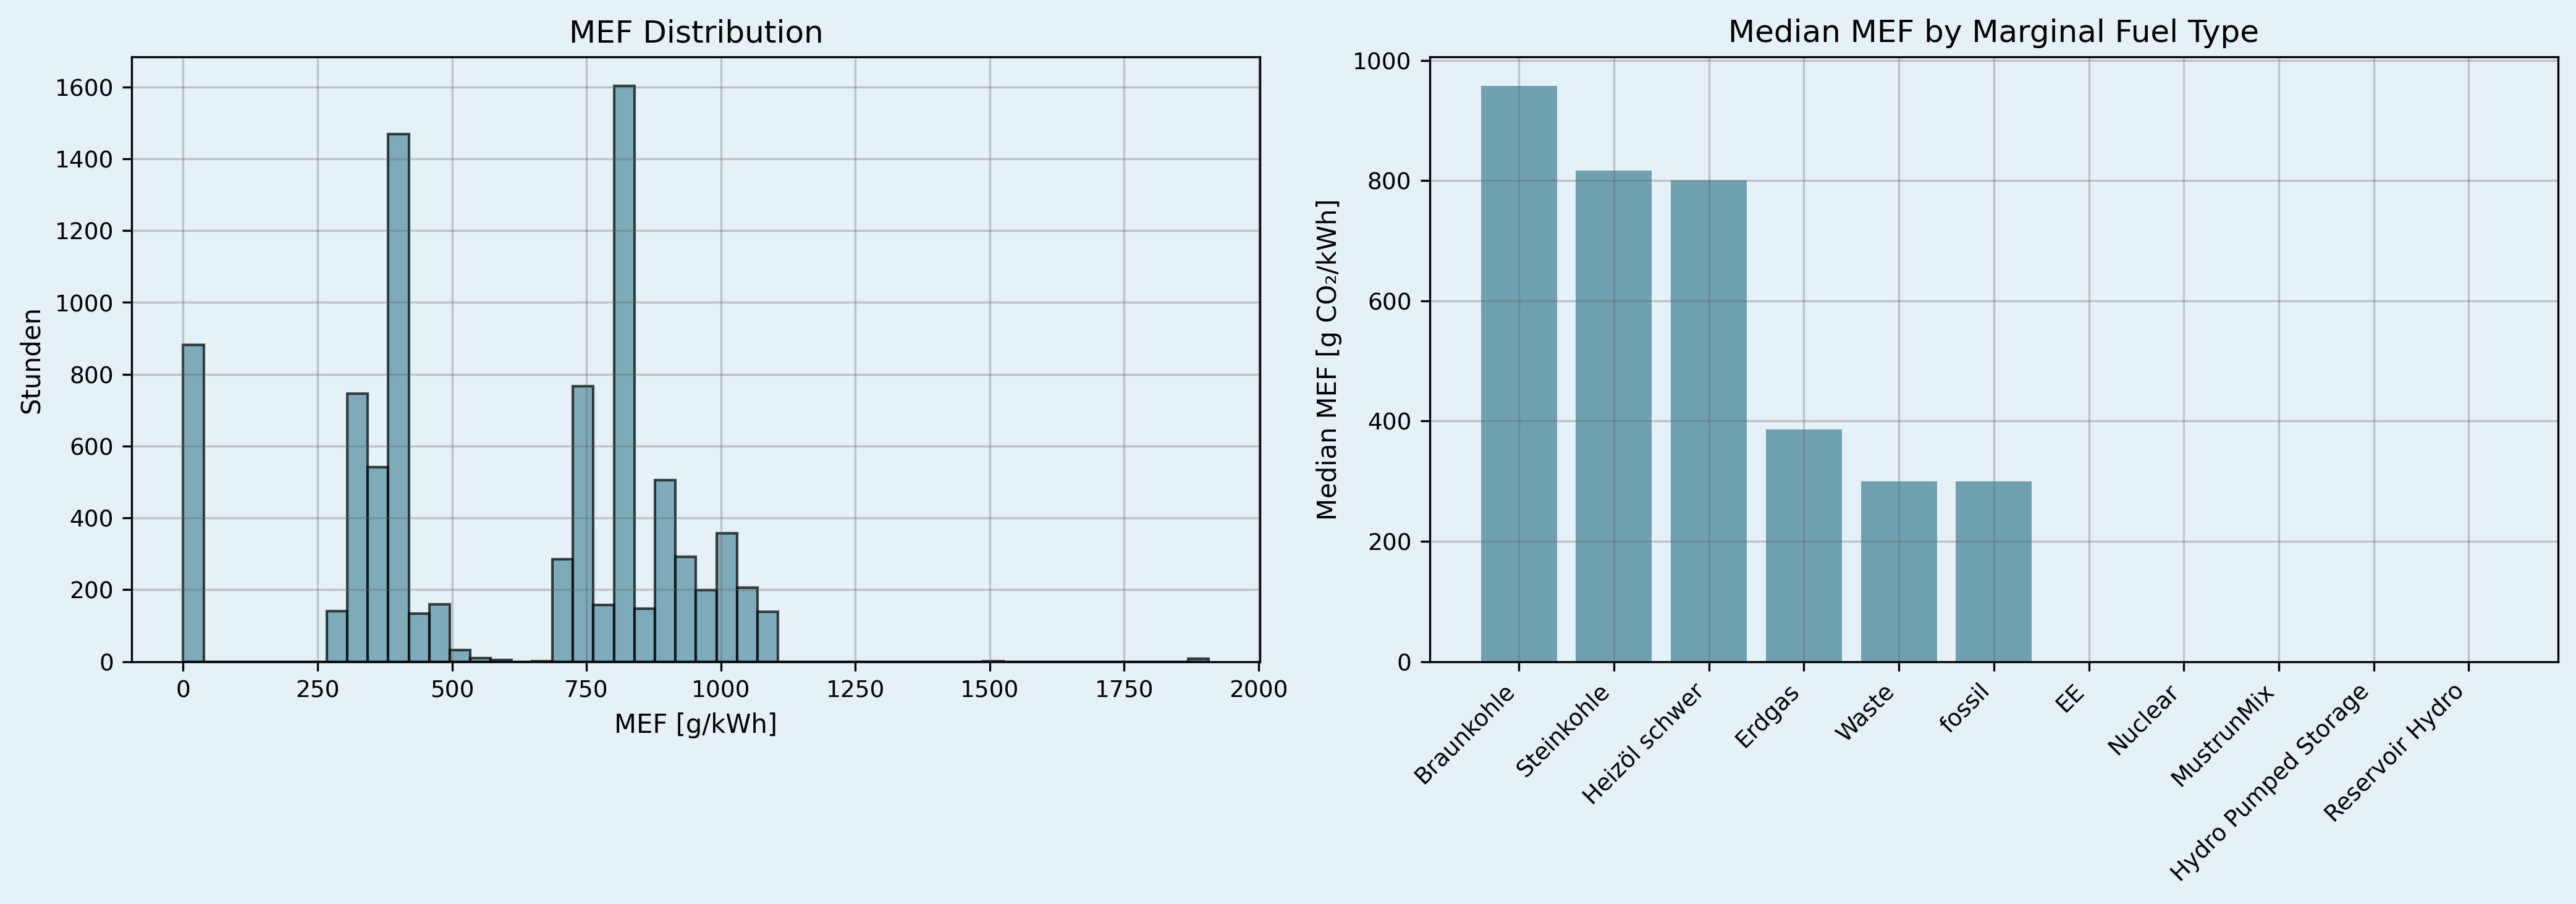 MEF Distribution
Stunden
1600
1400
1200
1000
800
600
400
200
0
0 250 500 750 1000 1250 1500 1750 2000
MEF [g/kWh]
Median MEF by Marginal Fuel Type
Median MEF [g CO₂/kWh]
1000
800
600
400
200
0
Braunkohle
Steinkohle
Heizöl schwer
Erdgas
Waste
fossil
EE
Nuclear
MustrunMix
Hydro Pumped Storage
Reservoir Hydro